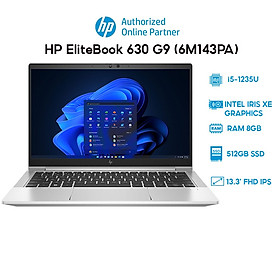 hp
Authorized
Online Partner
HP EliteBook 630 G9 (6M143PA)
i5-1235U
INTEL IRIS XE
GRAPHICS
RAM 8GB
512GB SSD
13.3' FHD IPS